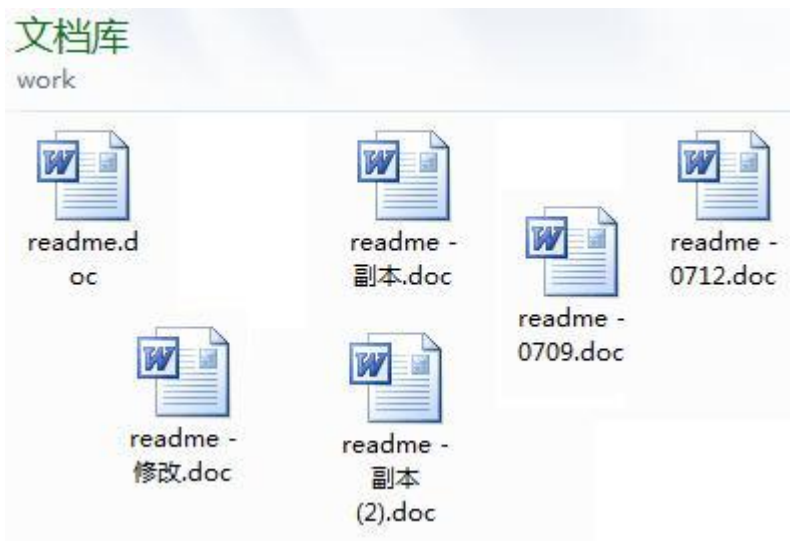 文档库
work
readme.d
oc
readme -
副本.doc
readme -
0709.doc
readme -
0712.doc
readme -
修改.doc
readme -
副本
(2).doc